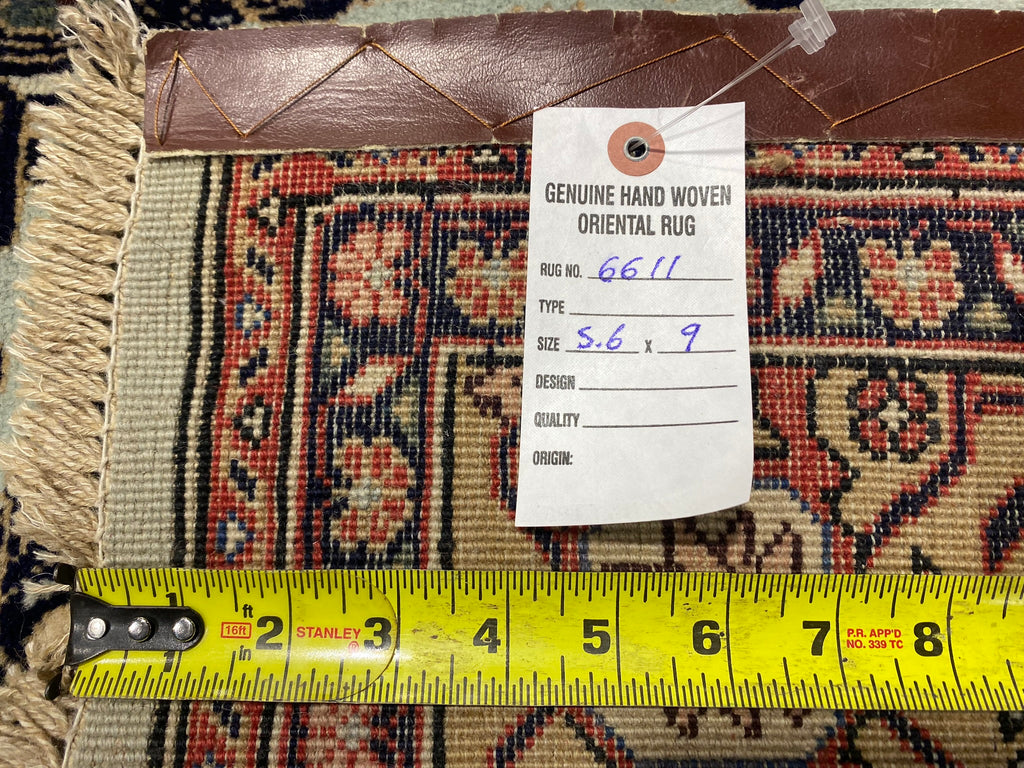 GENUINE HAND WOVEN
ORIENTAL RUG
RUG NO. 6611
TYPE
SIZE 5.6 X 9
DESIGN
QUALITY
ORIGIN:
1 ft 16ft in 2 STANLEY® 3 4 5 6 7 P.R. APP'D NO. 339 TC 8